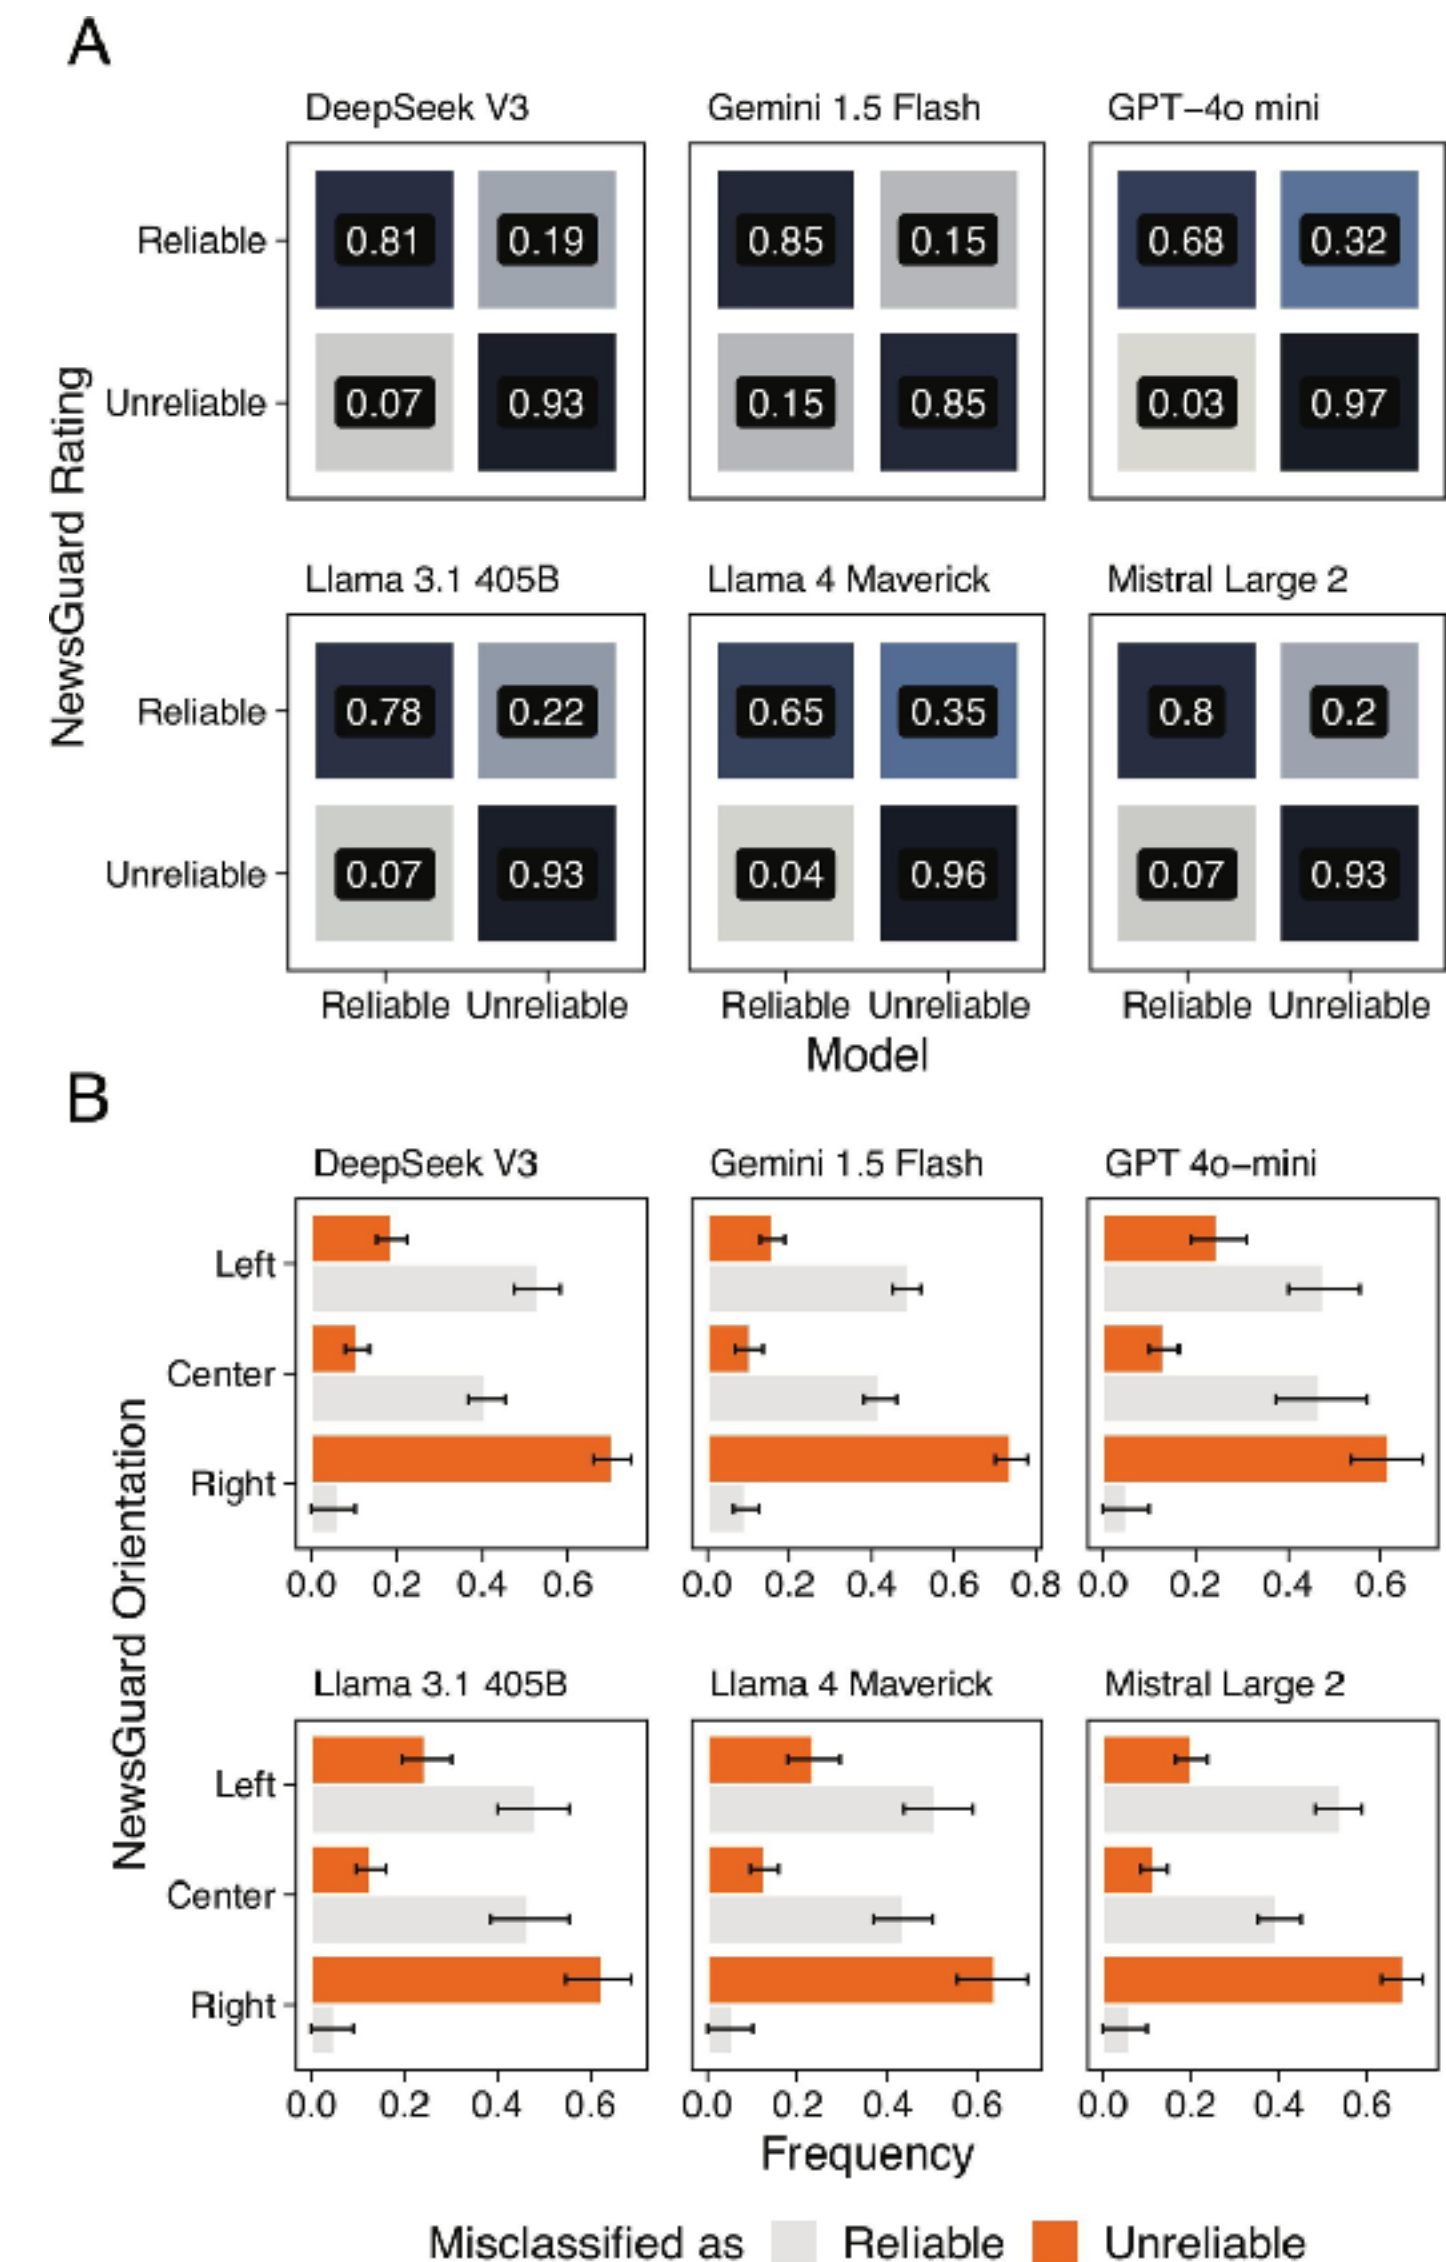 A
DeepSeek V3 Gemini 1.5 Flash GPT−4o mini
Reliable 0.81 0.19 0.85 0.15 0.68 0.32
Unreliable 0.07 0.93 0.15 0.85 0.03 0.97
NewsGuard Rating
Llama 3.1 405B Llama 4 Maverick Mistral Large 2
Reliable 0.78 0.22 0.65 0.35 0.8 0.2
Unreliable 0.07 0.93 0.04 0.96 0.07 0.93
Reliable Unreliable Reliable Unreliable Reliable Unreliable
Model
B
DeepSeek V3 Gemini 1.5 Flash GPT 4o−mini
Left
Center
Right
0.0 0.2 0.4 0.6 0.0 0.2 0.4 0.6 0.8 0.0 0.2 0.4 0.6
NewsGuard Orientation
Llama 3.1 405B Llama 4 Maverick Mistral Large 2
Left
Center
Right
0.0 0.2 0.4 0.6 0.0 0.2 0.4 0.6 0.0 0.2 0.4 0.6
Frequency
Misclassified as Reliable Unreliable